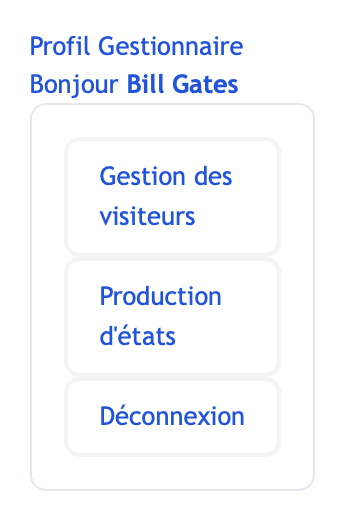 Profil Gestionnaire
Bonjour Bill Gates
Gestion des
visiteurs
Production
d'états
Déconnexion